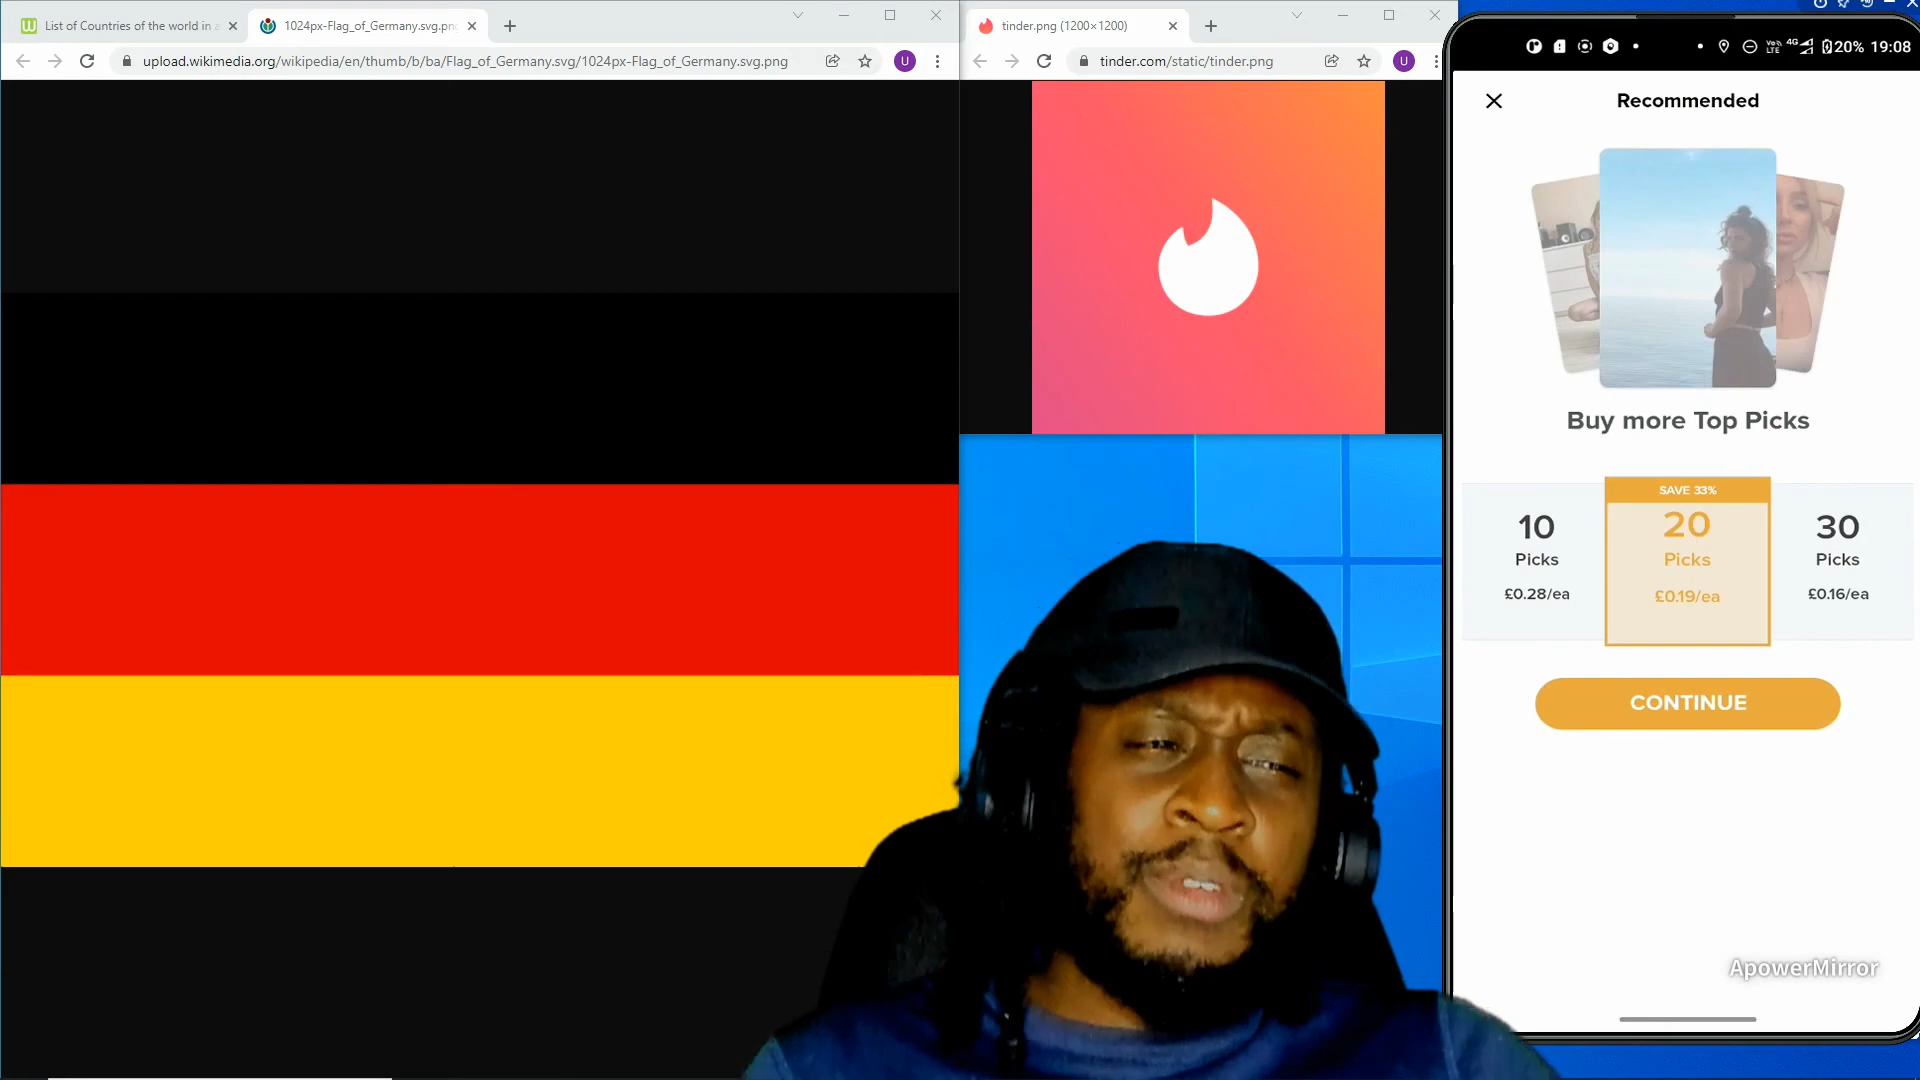 List of Countries of the world in a
1024px-Flag_of_Germany.svg.png
upload.wikimedia.org/wikipedia/en/thumb/b/ba/Flag_of_Germany.svg/1024px-Flag_of_Germany.svg.png
U
tinder.png (1200×1200)
tinder.com/static/tinder.png
U
4G
20% 19:08
Recommended
Buy more Top Picks
SAVE 33%
10
Picks
£0.28/ea
20
Picks
£0.19/ea
30
Picks
£0.16/ea
CONTINUE
ApowerMirror